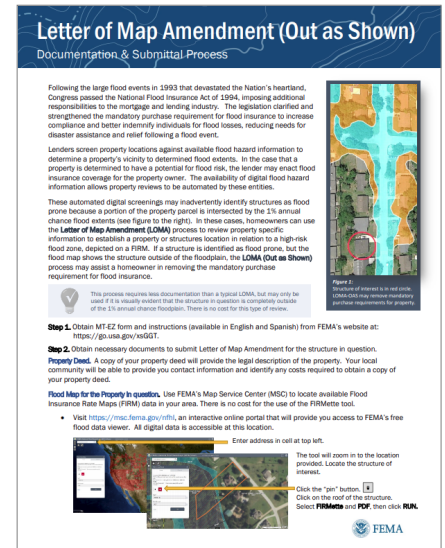 Letter of Map Amendment (Out as Shown)
Documentation & Submittal Process
Following the large flood events in 1993 that devastated the Nation's heartland,
Congress passed the National Flood Insurance Act of 1994, imposing additional
responsibilities to the mortgage and lending industry. The legislation clarified and
strengthened the mandatory purchase requirement for flood insurance to increase
compliance and better indemnify individuals for flood losses, reducing needs for
disaster assistance and relief following a flood event.
Lenders screen property locations against available flood hazard information to
determine a property's vicinity to determined flood extents. In the case that a
property is determined to have a potential for flood risk, the lender may enact flood
insurance coverage for the property owner. The availability of digital flood hazard
information allows property reviews to be automated by these entities.
These automated digital screenings may inadvertently identify structures as flood
prone because a portion of the property parcel is intersected by the 1% annual
chance flood extents (see figure to the right). In these cases, homeowners can use
the Letter of Map Amendment (LOMA) process to review property specific
information to establish a property or structures location in relation to a high-risk
flood zone, depicted on a FIRM. If a structure is identified as flood prone, but the
flood map shows the structure outside of the floodplain, the LOMA (Out as Shown)
process may assist a homeowner in removing the mandatory purchase
requirement for flood insurance.
Figure 1:
Structure of interest is in red circle.
LOMA-OAS may remove mandatory
purchase requirements for property.
This process requires less documentation than a typical LOMA, but may only be
used if it is visually evident that the structure in question is completely outside
of the 1% annual chance floodplain. There is no cost for this type of review.
Step 1. Obtain MT-EZ form and instructions (available in English and Spanish) from FEMA's website at:
https://go.usa.gov/xsGGT.
Step 2. Obtain necessary documents to submit Letter of Map Amendment for the structure in question.
Property Deed. A copy of your property deed will provide the legal description of the property. Your local
community will be able to provide you contact information and identify any costs required to obtain a copy of
your property deed.
Flood Map for the Property in question. Use FEMA's Map Service Center (MSC) to locate available Flood
Insurance Rate Maps (FIRM) data in your area. There is no cost for the use of the FIRMette tool.
• Visit https://msc.fema.gov/nfhl, an interactive online portal that will provide you access to FEMA's free
flood data viewer. All digital data is accessible at this location.
Enter address in cell at top left.
The tool will zoom in to the location
provided. Locate the structure of
interest.
Click the "pin" button.
Click on the roof of the structure.
Select FIRMette and PDF, then click RUN.
FEMA